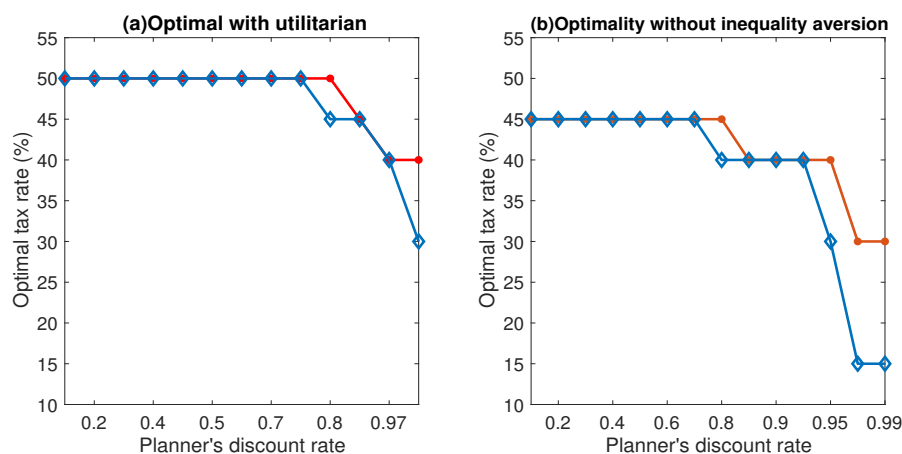 (a)Optimal with utilitarian
55
50
45
40
35
30
25
20
15
10
Optimal tax rate (%)
0.2 0.4 0.5 0.7 0.8 0.97
Planner's discount rate
(b)Optimality without inequality aversion
55
50
45
40
35
30
25
20
15
10
Optimal tax rate (%)
0.2 0.4 0.6 0.8 0.9 0.95 0.99
Planner's discount rate